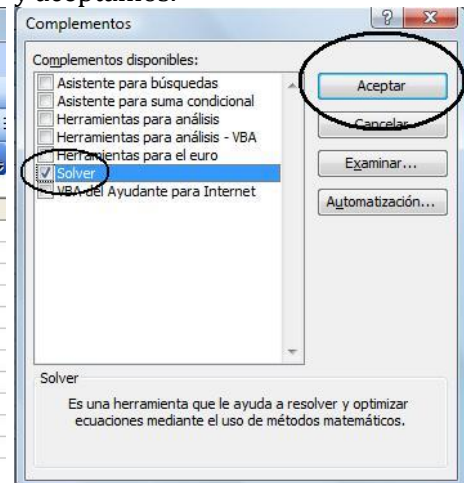 y aceptamos.
Complementos
Complementos disponibles:
Asistente para búsquedas
Asistente para suma condicional
Herramientas para análisis
Herramientas para análisis - VBA
Herramientas para el euro
Solver
VBA del Ayudante para Internet
Aceptar
Cancelar
Examinar...
Automatización...
Solver
Es una herramienta que le ayuda a resolver y optimizar
ecuaciones mediante el uso de métodos matemáticos.